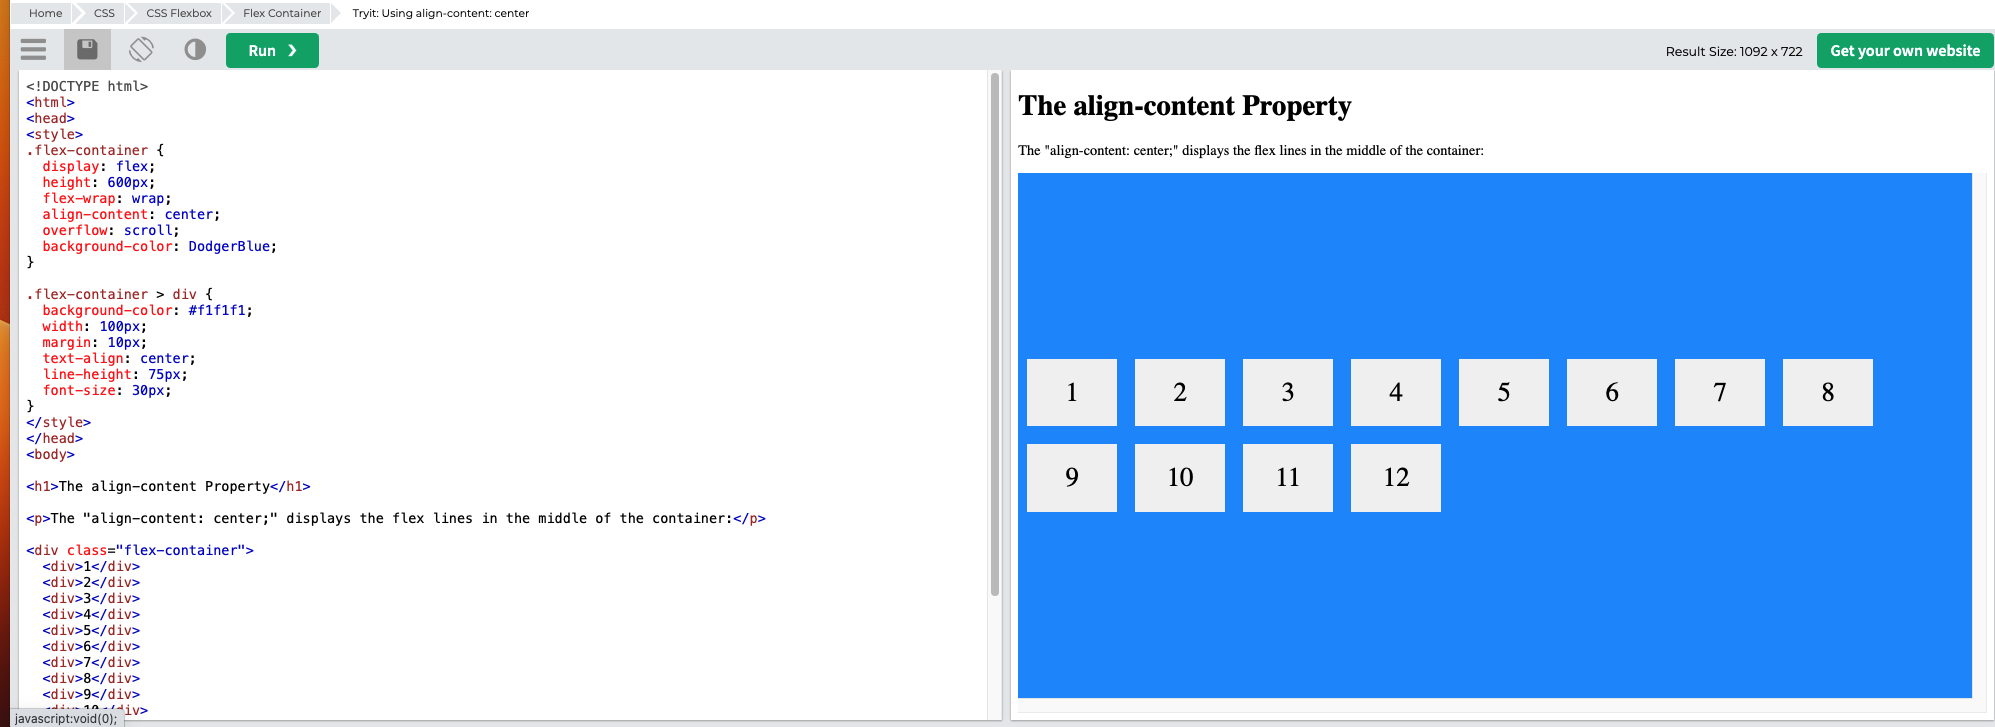 Home CSS CSS Flexbox Flex Container Tryit: Using align-content: center
Run ❯ Result Size: 1092 x 722 Get your own website
<!DOCTYPE html>
<html>
<head>
<style>
.flex-container {
  display: flex;
  height: 600px;
  flex-wrap: wrap;
  align-content: center;
  overflow: scroll;
  background-color: DodgerBlue;
}

.flex-container > div {
  background-color: #f1f1f1;
  width: 100px;
  margin: 10px;
  text-align: center;
  line-height: 75px;
  font-size: 30px;
}
</style>
</head>
<body>

<h1>The align-content Property</h1>

<p>The "align-content: center;" displays the flex lines in the middle of the container:</p>

<div class="flex-container">
  <div>1</div>
  <div>2</div>
  <div>3</div>
  <div>4</div>
  <div>5</div>
  <div>6</div>
  <div>7</div>
  <div>8</div>
  <div>9</div>
  <div>10</div>
javascript:void(0);
The align-content Property
The "align-content: center;" displays the flex lines in the middle of the container:
1 2 3 4 5 6 7 8
9 10 11 12